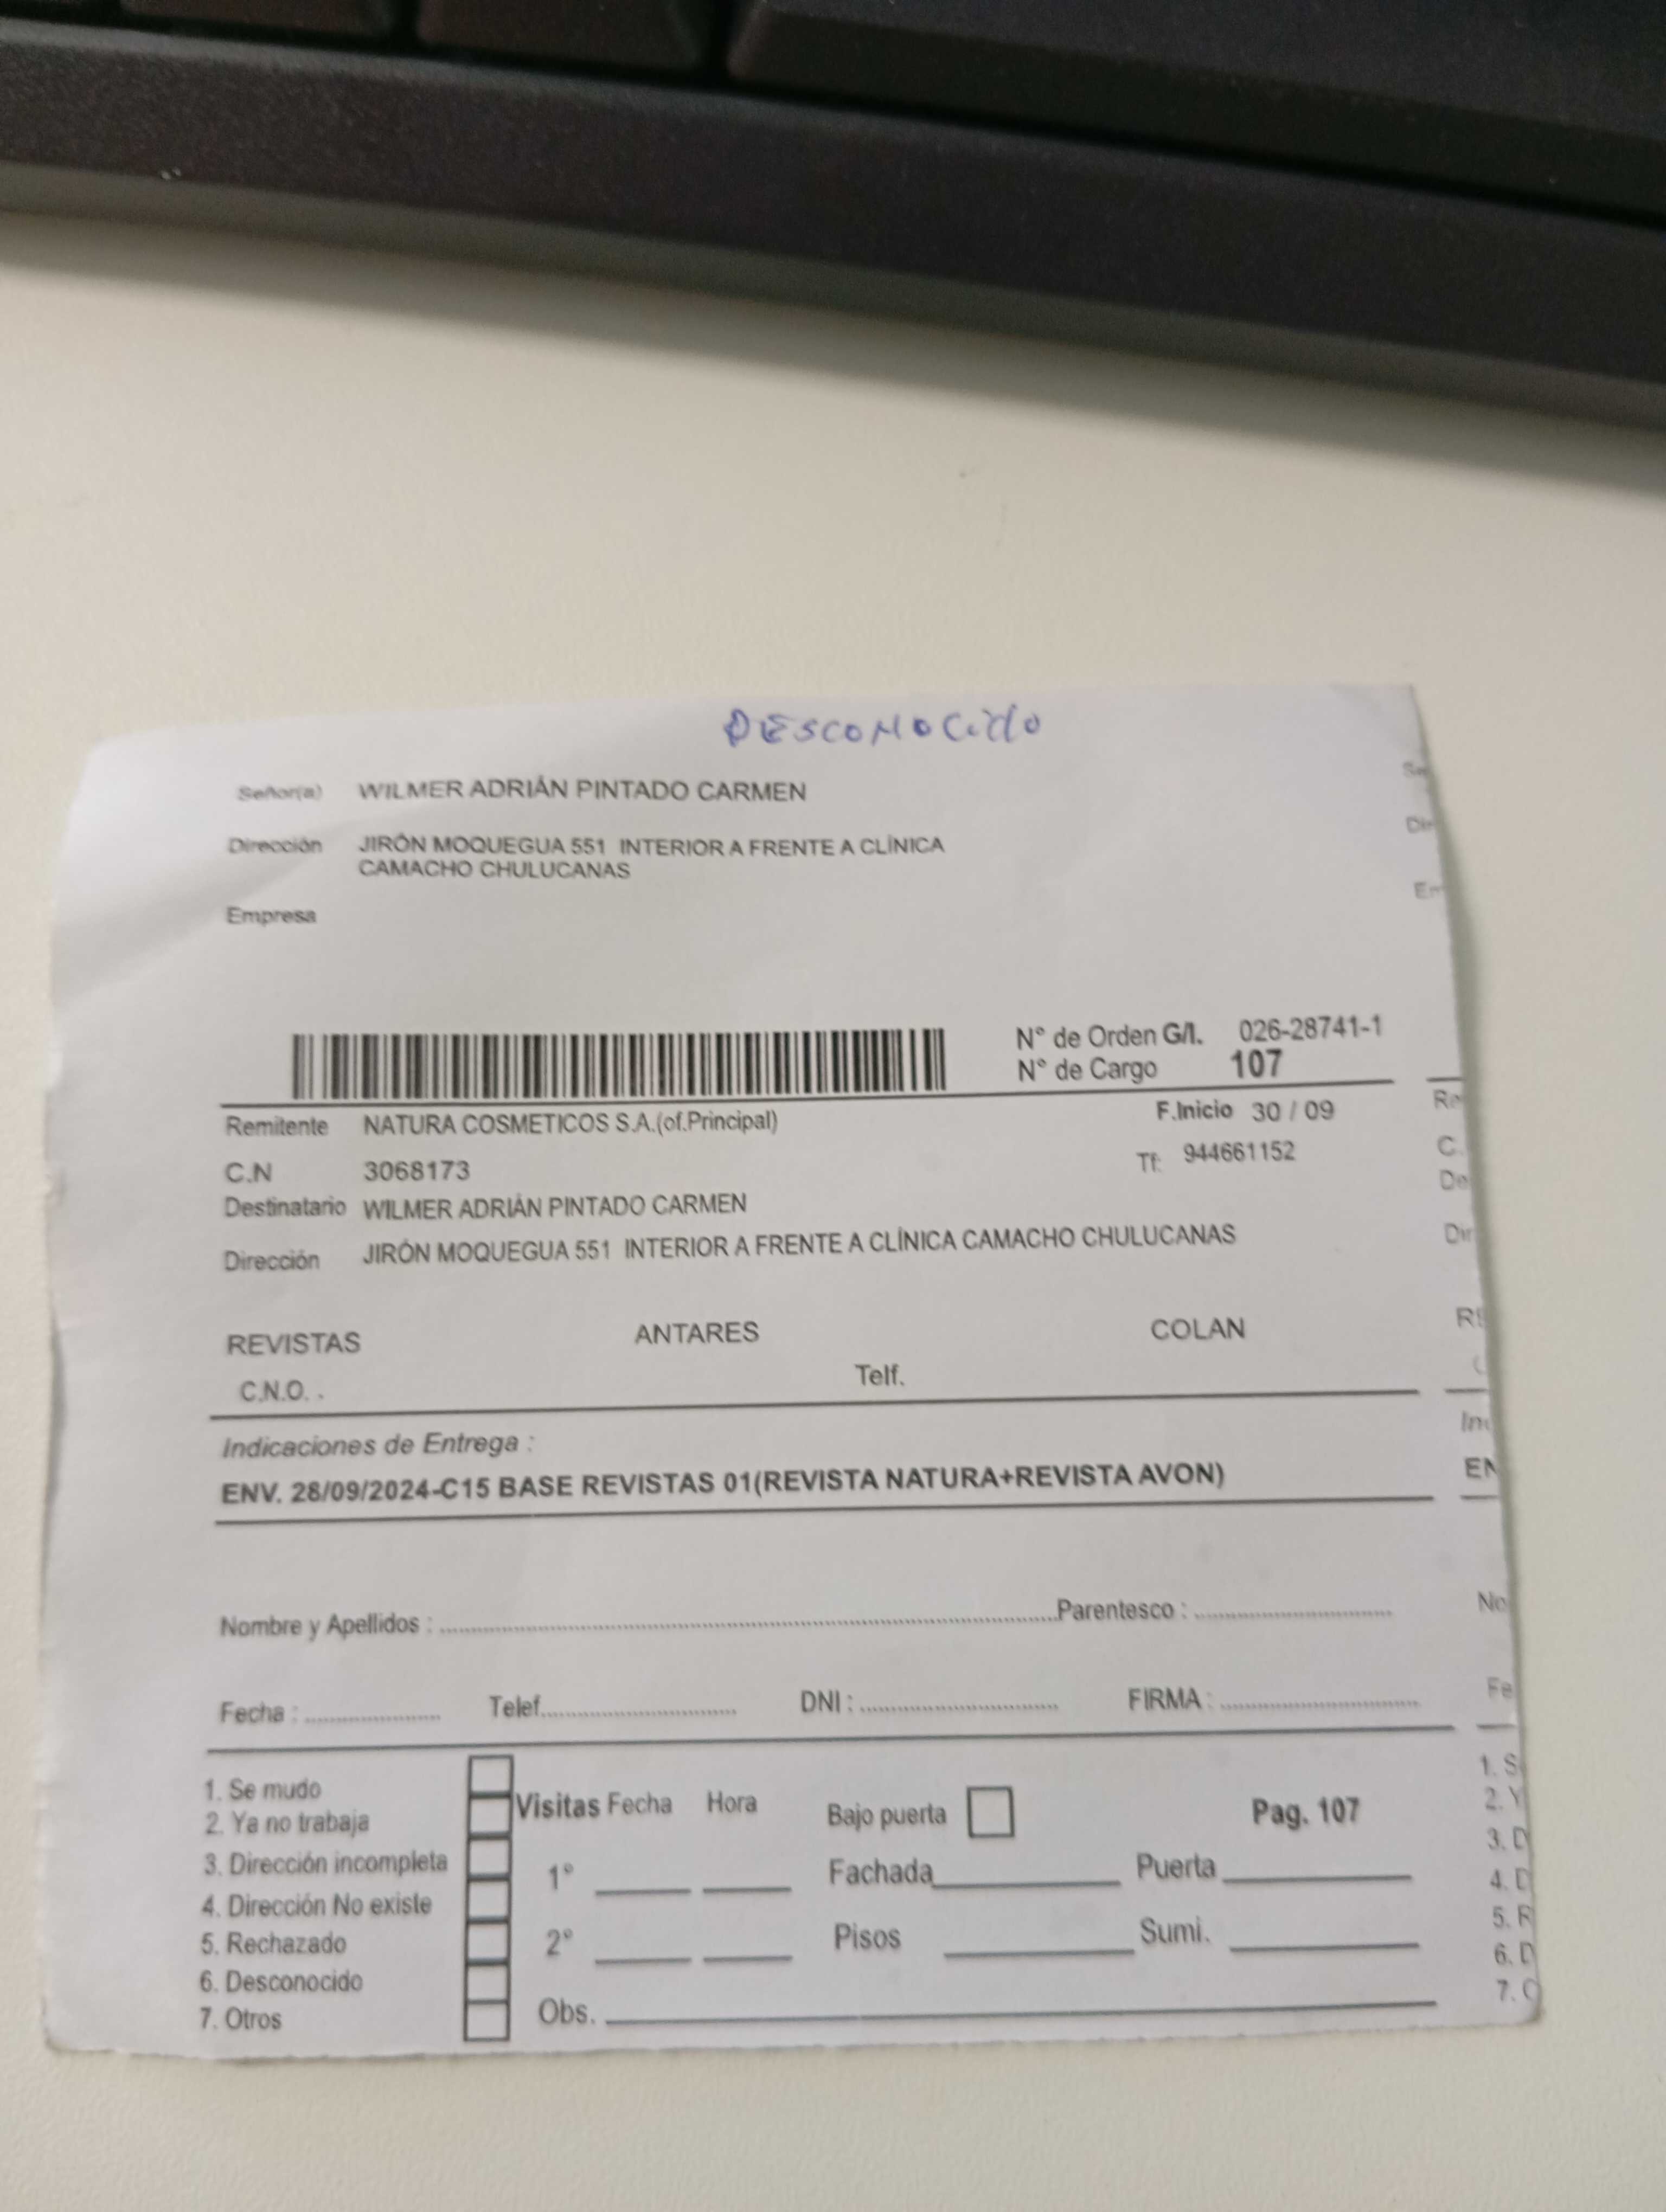 DESCONOCIDO
Señor(a) WILMER ADRIÁN PINTADO CARMEN
Dirección JIRÓN MOQUEGUA 551 INTERIOR A FRENTE A CLÍNICA
CAMACHO CHULUCANAS
Empresa
N° de Orden G/I. 026-28741-1
N° de Cargo 107
Remitente NATURA COSMETICOS S.A.(of.Principal) F.Inicio 30 / 09
C.N 3068173 Tf: 944661152
Destinatario WILMER ADRIÁN PINTADO CARMEN
Dirección JIRÓN MOQUEGUA 551 INTERIOR A FRENTE A CLÍNICA CAMACHO CHULUCANAS
REVISTAS ANTARES COLAN
C.N.O. . Telf.
Indicaciones de Entrega :
ENV. 28/09/2024-C15 BASE REVISTAS 01(REVISTA NATURA+REVISTA AVON)
Nombre y Apellidos : Parentesco :
Fecha : Telef. DNI : FIRMA :
1. Se mudo
2. Ya no trabaja
3. Dirección incompleta
4. Dirección No existe
5. Rechazado
6. Desconocido
7. Otros
Visitas Fecha Hora Bajo puerta Pag. 107
1° Fachada Puerta
2° Pisos Sumi.
Obs.